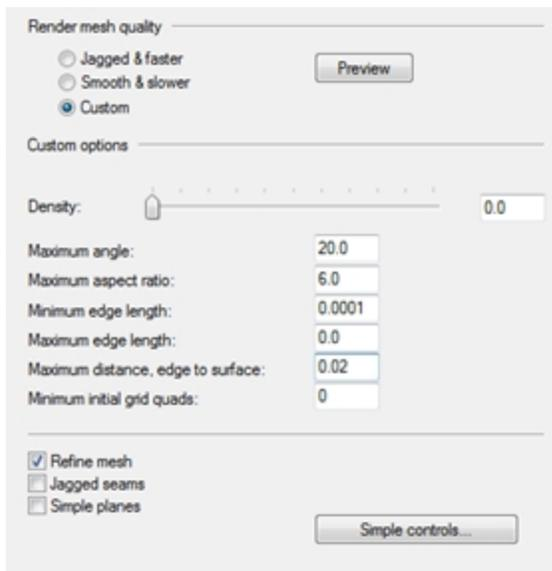 Render mesh quality
Jagged & faster
Preview
Smooth & slower
Custom
Custom options
Density: 0.0
Maximum angle: 20.0
Maximum aspect ratio: 6.0
Minimum edge length: 0.0001
Maximum edge length: 0.0
Maximum distance, edge to surface: 0.02
Minimum initial grid quads: 0
Refine mesh
Jagged seams
Simple planes
Simple controls...